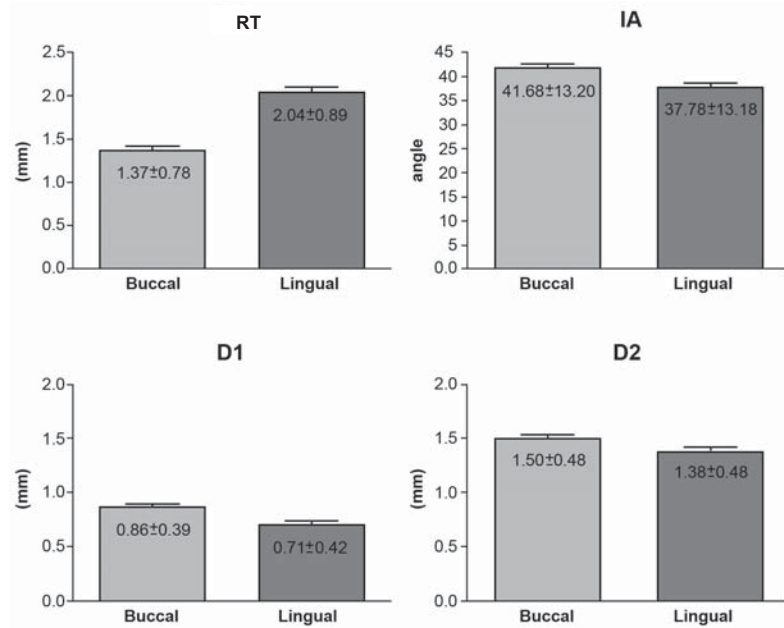 RT
2.5
2.0
1.5
1.0
0.5
0.0
(mm)
1.37±0.78
2.04±0.89
Buccal Lingual
IA
45
40
35
30
25
20
15
10
5
0.0
angle
41.68±13.20
37.78±13.18
Buccal Lingual
D1
2.0
1.5
1.0
0.5
0.0
(mm)
0.86±0.39
0.71±0.42
Buccal Lingual
D2
2.0
1.5
1.0
0.5
0.0
(mm)
1.50±0.48
1.38±0.48
Buccal Lingual